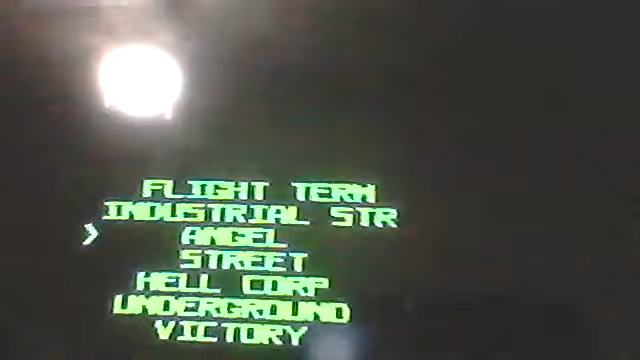 FLIGHT TERM
INDUSTRIAL STR
> ANGEL
STREET
HELL CORP
UNDERGROUND
VICTORY